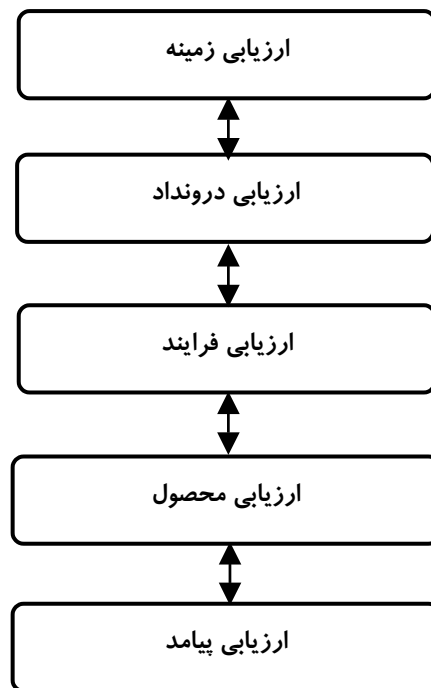 ارزیابی زمینه
ارزیابی درونداد
ارزیابی فرایند
ارزیابی محصول
ارزیابی پیامد